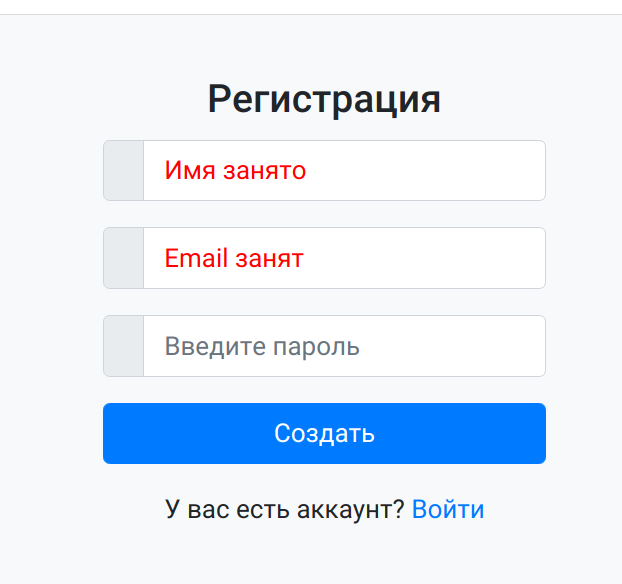 Регистрация
Имя занято
Email занят
Введите пароль
Создать
У вас есть аккаунт? Войти